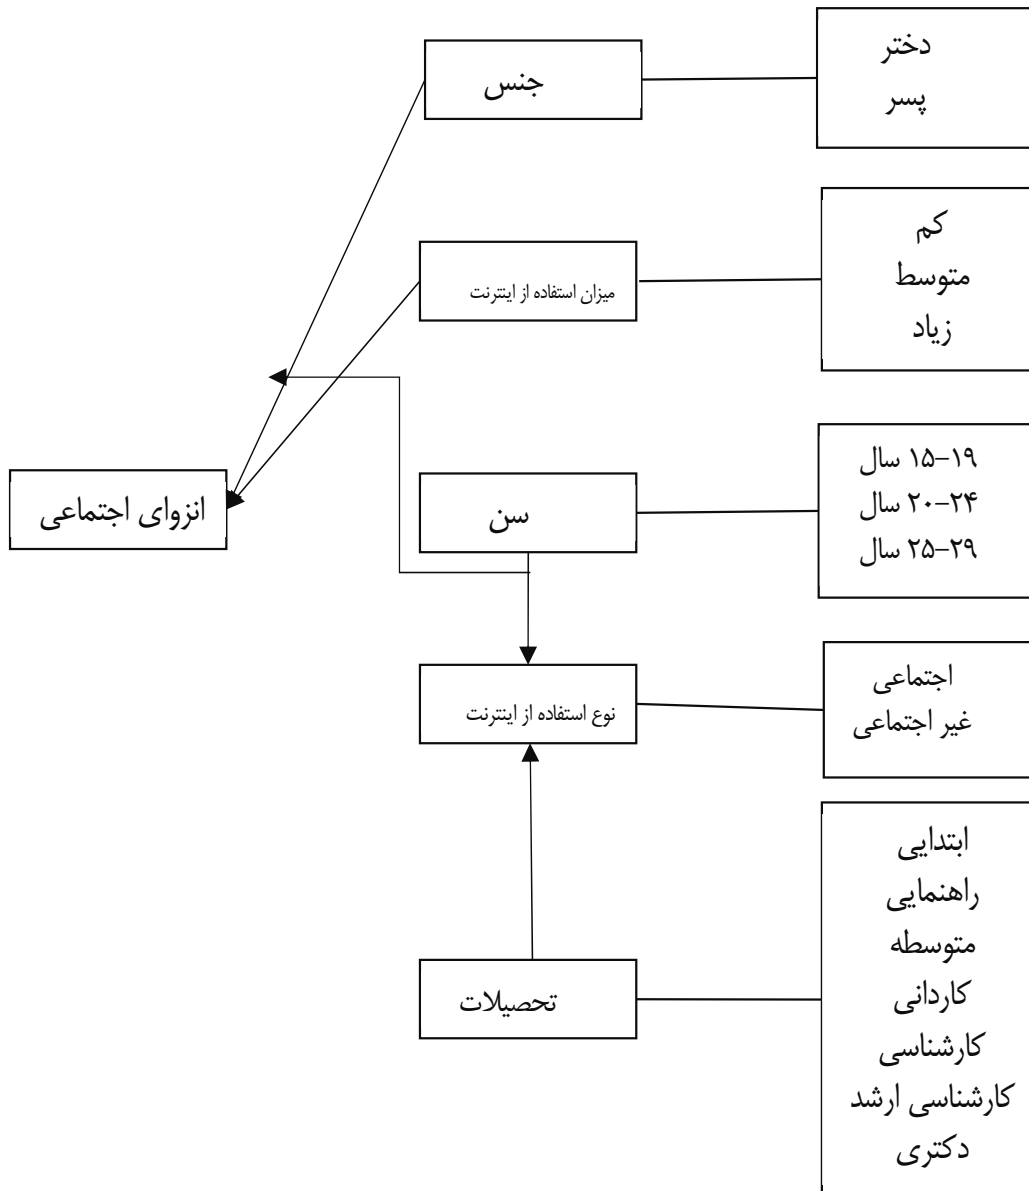 دختر
پسر
جنس
کم
متوسط
زیاد
میزان استفاده از اینترنت
۱۵–۱۹ سال
۲۰–۲۴ سال
۲۵–۲۹ سال
سن
انزوای اجتماعی
اجتماعی
غیر اجتماعی
نوع استفاده از اینترنت
ابتدایی
راهنمایی
متوسطه
کاردانی
کارشناسی
کارشناسی ارشد
دکتری
تحصیلات